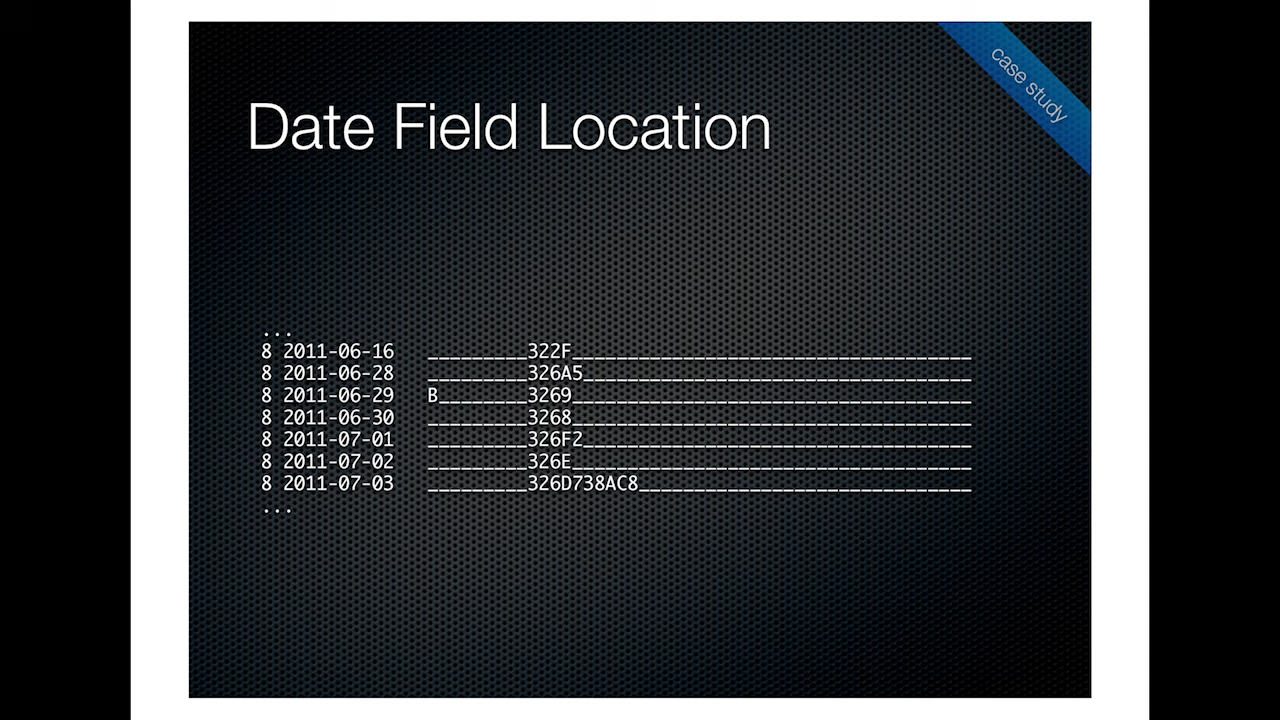 case study
Date Field Location
...
8 2011-06-16   _________322F____________________________________
8 2011-06-28   _________326A5___________________________________
8 2011-06-29   B________3269____________________________________
8 2011-06-30   _________3268____________________________________
8 2011-07-01   _________326F2___________________________________
8 2011-07-02   _________326E____________________________________
8 2011-07-03   _________326D738AC8______________________________
...